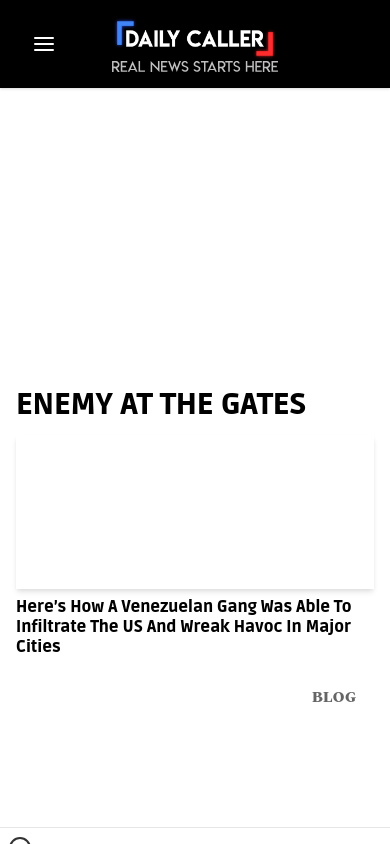 DAILY CALLER
REAL NEWS STARTS HERE
ENEMY AT THE GATES
Here's How A Venezuelan Gang Was Able To
Infiltrate The US And Wreak Havoc In Major
Cities
BLOG